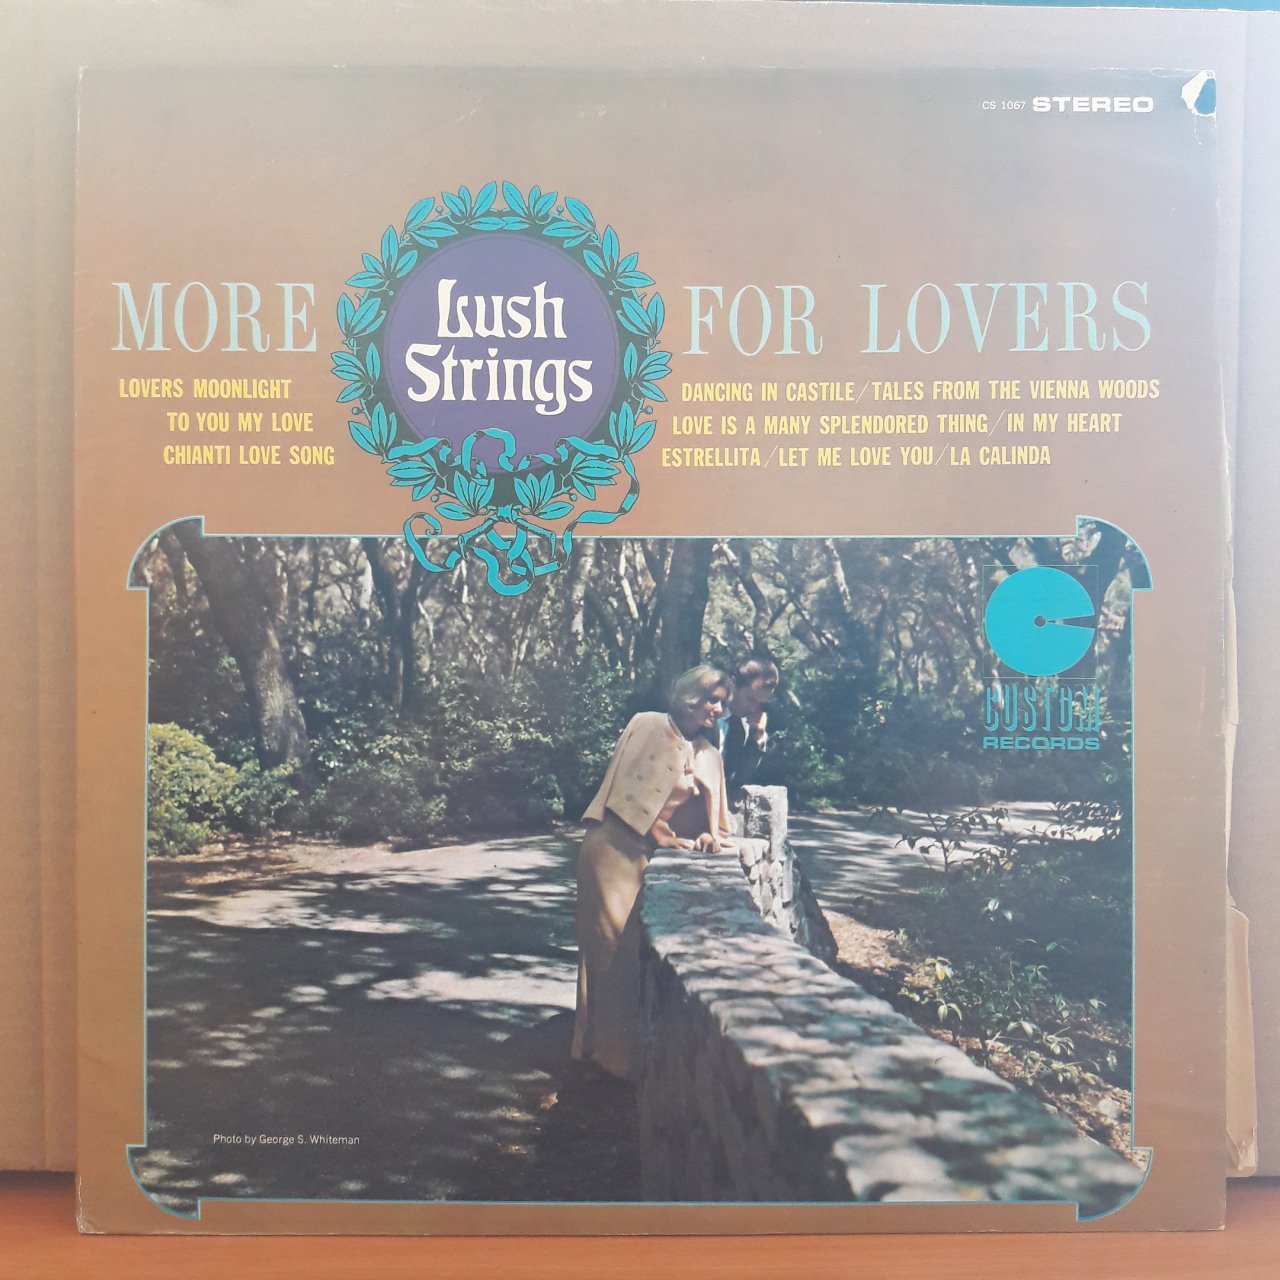 CS 1067 STEREO
MORE Lush Strings FOR LOVERS
LOVERS MOONLIGHT
TO YOU MY LOVE
CHIANTI LOVE SONG
DANCING IN CASTILE/TALES FROM THE VIENNA WOODS
LOVE IS A MANY SPLENDORED THING/IN MY HEART
ESTRELLITA/LET ME LOVE YOU/LA CALINDA
CUSTOM
RECORDS
Photo by George S. Whiteman